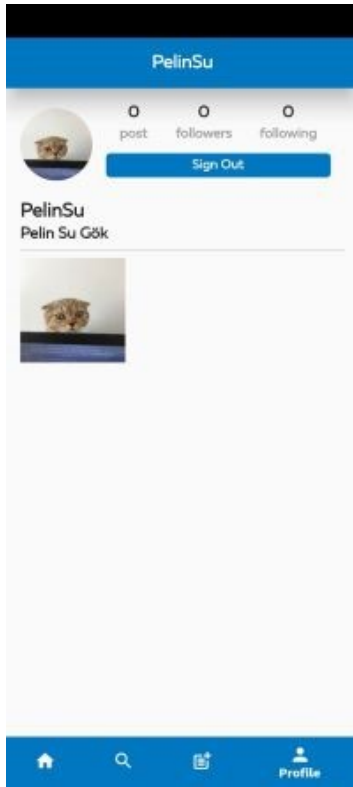 PelinSu
0 0 0
post followers following
Sign Out
PelinSu
Pelin Su Gök
Profile